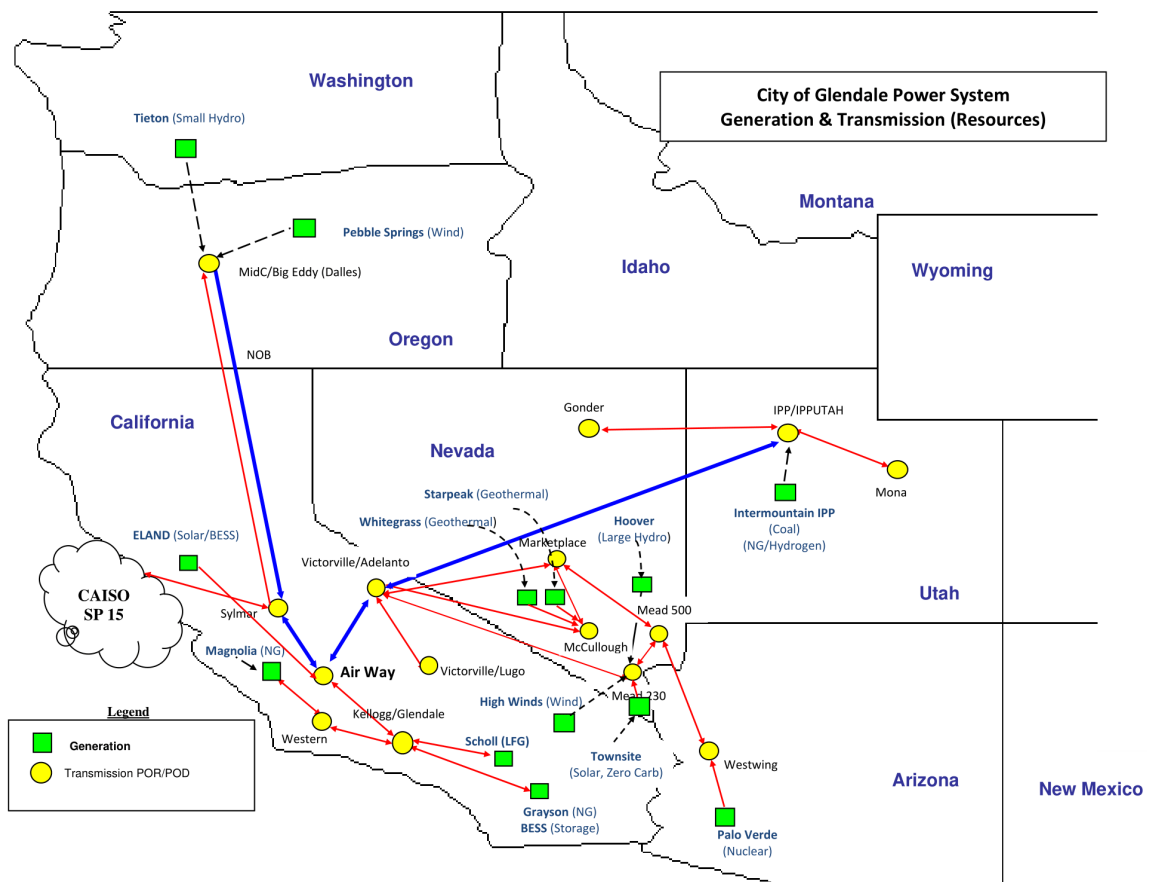 Washington
City of Glendale Power System
Generation & Transmission (Resources)
Tieton (Small Hydro)
Montana
Pebble Springs (Wind)
MidC/Big Eddy (Dalles)
Idaho
Wyoming
Oregon
NOB
California
Gonder
IPP/IPPUTAH
Nevada
Starpeak (Geothermal)
Mona
Whitegrass (Geothermal)
Hoover
(Large Hydro)
Intermountain IPP
(Coal)
(NG/Hydrogen)
ELAND (Solar/BESS)
Marketplace
Victorville/Adelanto
CAISO
SP 15
Utah
Sylmar
Mead 500
McCullough
Magnolia (NG)
Air Way
Victorville/Lugo
Mead 230
High Winds (Wind)
Legend
Kellogg/Glendale
Western
Generation
Scholl (LFG)
Townsite
(Solar, Zero Carb)
Westwing
Transmission POR/POD
Arizona
New Mexico
Grayson (NG)
BESS (Storage)
Palo Verde
(Nuclear)